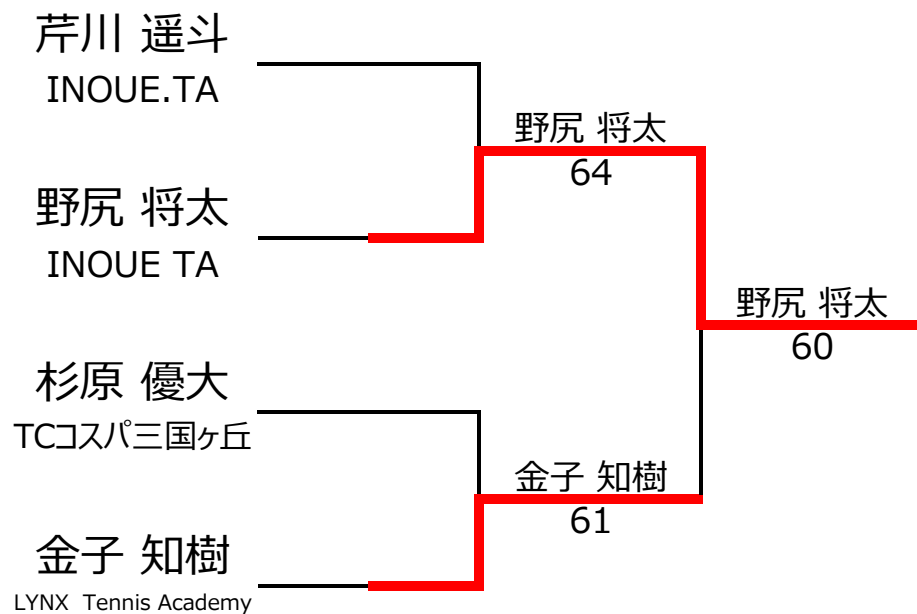 芹川 遥斗
INOUE.TA
野尻 将太
64
野尻 将太
INOUE TA
野尻 将太
60
杉原 優大
TCコスパ三国ヶ丘
金子 知樹
61
金子 知樹
LYNX Tennis Academy